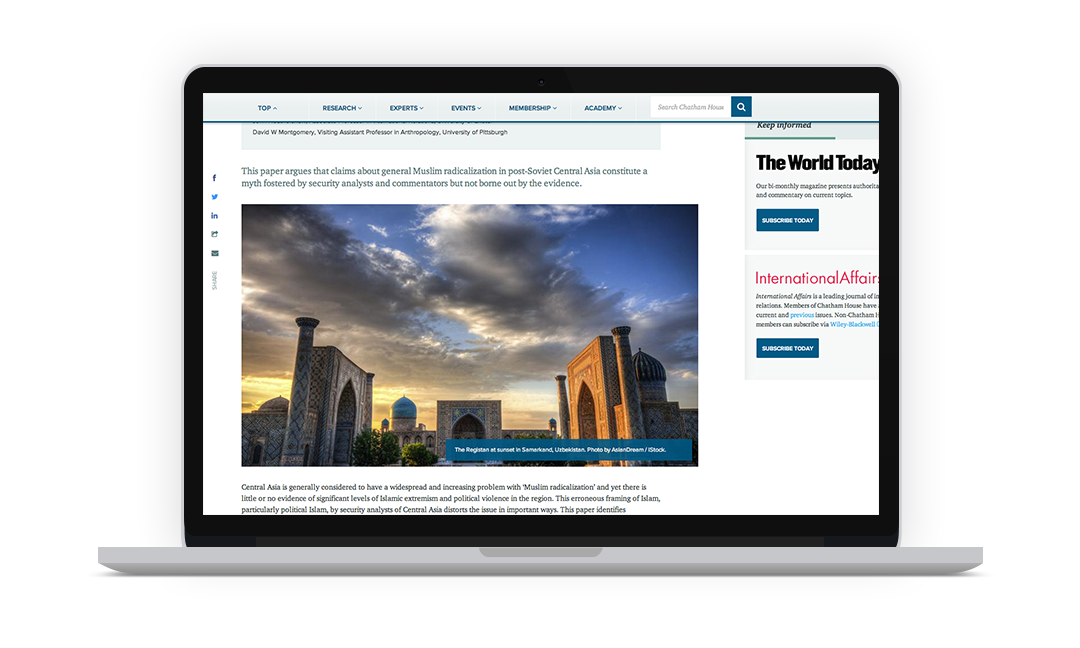 TOP RESEARCH EXPERTS EVENTS MEMBERSHIP ACADEMY Search Chatham House
David W Montgomery, Visiting Assistant Professor in Anthropology, University of Pittsburgh
This paper argues that claims about general Muslim radicalization in post-Soviet Central Asia constitute a
myth fostered by security analysts and commentators but not borne out by the evidence.
SHARE
The Registan at sunset in Samarkand, Uzbekistan. Photo by AsianDream / iStock.
Central Asia is generally considered to have a widespread and increasing problem with ‘Muslim radicalization’ and yet there is
little or no evidence of significant levels of Islamic extremism and political violence in the region. This erroneous framing of Islam,
particularly political Islam, by security analysts of Central Asia distorts the issue in important ways. This paper identifies
Keep informed
The World Today
Our bi-monthly magazine presents authorita
and commentary on current topics.
SUBSCRIBE TODAY
InternationalAffairs
International Affairs is a leading journal of in
relations. Members of Chatham House have
current and previous issues. Non-Chatham H
members can subscribe via Wiley-Blackwell
SUBSCRIBE TODAY